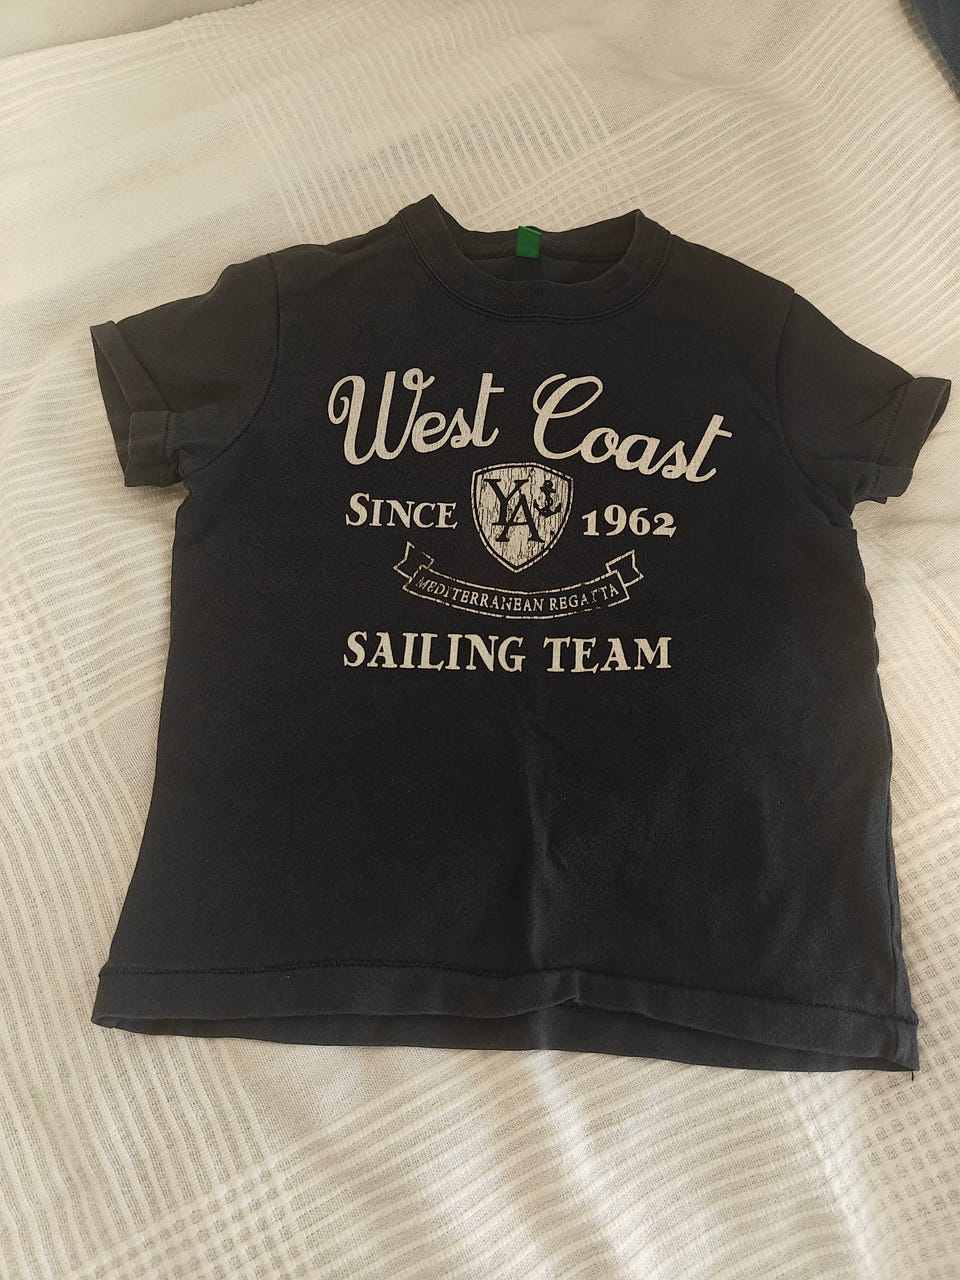 West Coast
SINCE YA 1962
MEDITERRANEAN REGATTA
SAILING TEAM